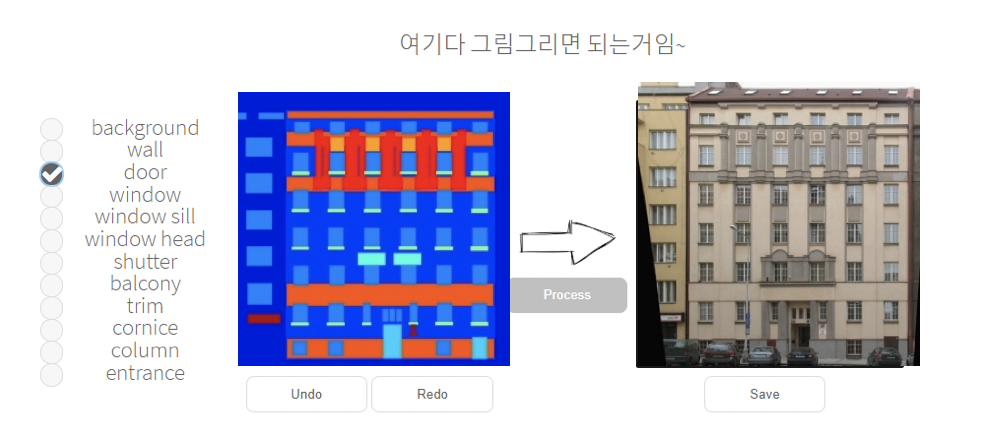 여기다 그림그리면 되는거임~
background
wall
door
window
window sill
window head
shutter
balcony
trim
cornice
column
entrance
Process
Undo
Redo
Save